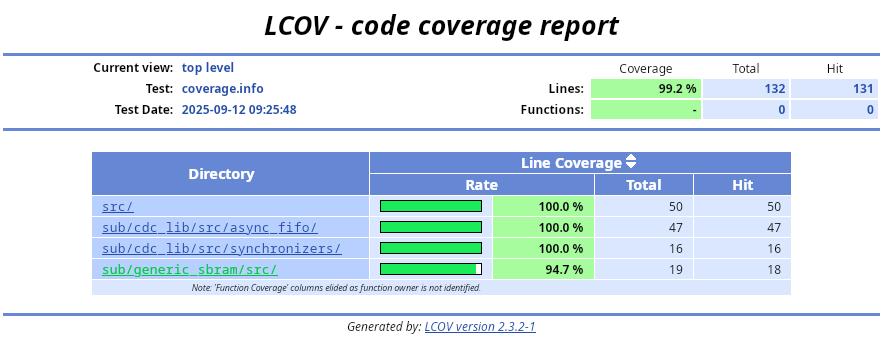 LCOV - code coverage report
Current view: top level Coverage Total Hit
Test: coverage.info Lines: 99.2 % 132 131
Test Date: 2025-09-12 09:25:48 Functions: - 0 0
Directory Line Coverage
Rate Total Hit
src/ 100.0 % 50 50
sub/cdc_lib/src/async_fifo/ 100.0 % 47 47
sub/cdc_lib/src/synchronizers/ 100.0 % 16 16
sub/generic_sbram/src/ 94.7 % 19 18
Note: 'Function Coverage' columns elided as function owner is not identified.
Generated by: LCOV version 2.3.2-1